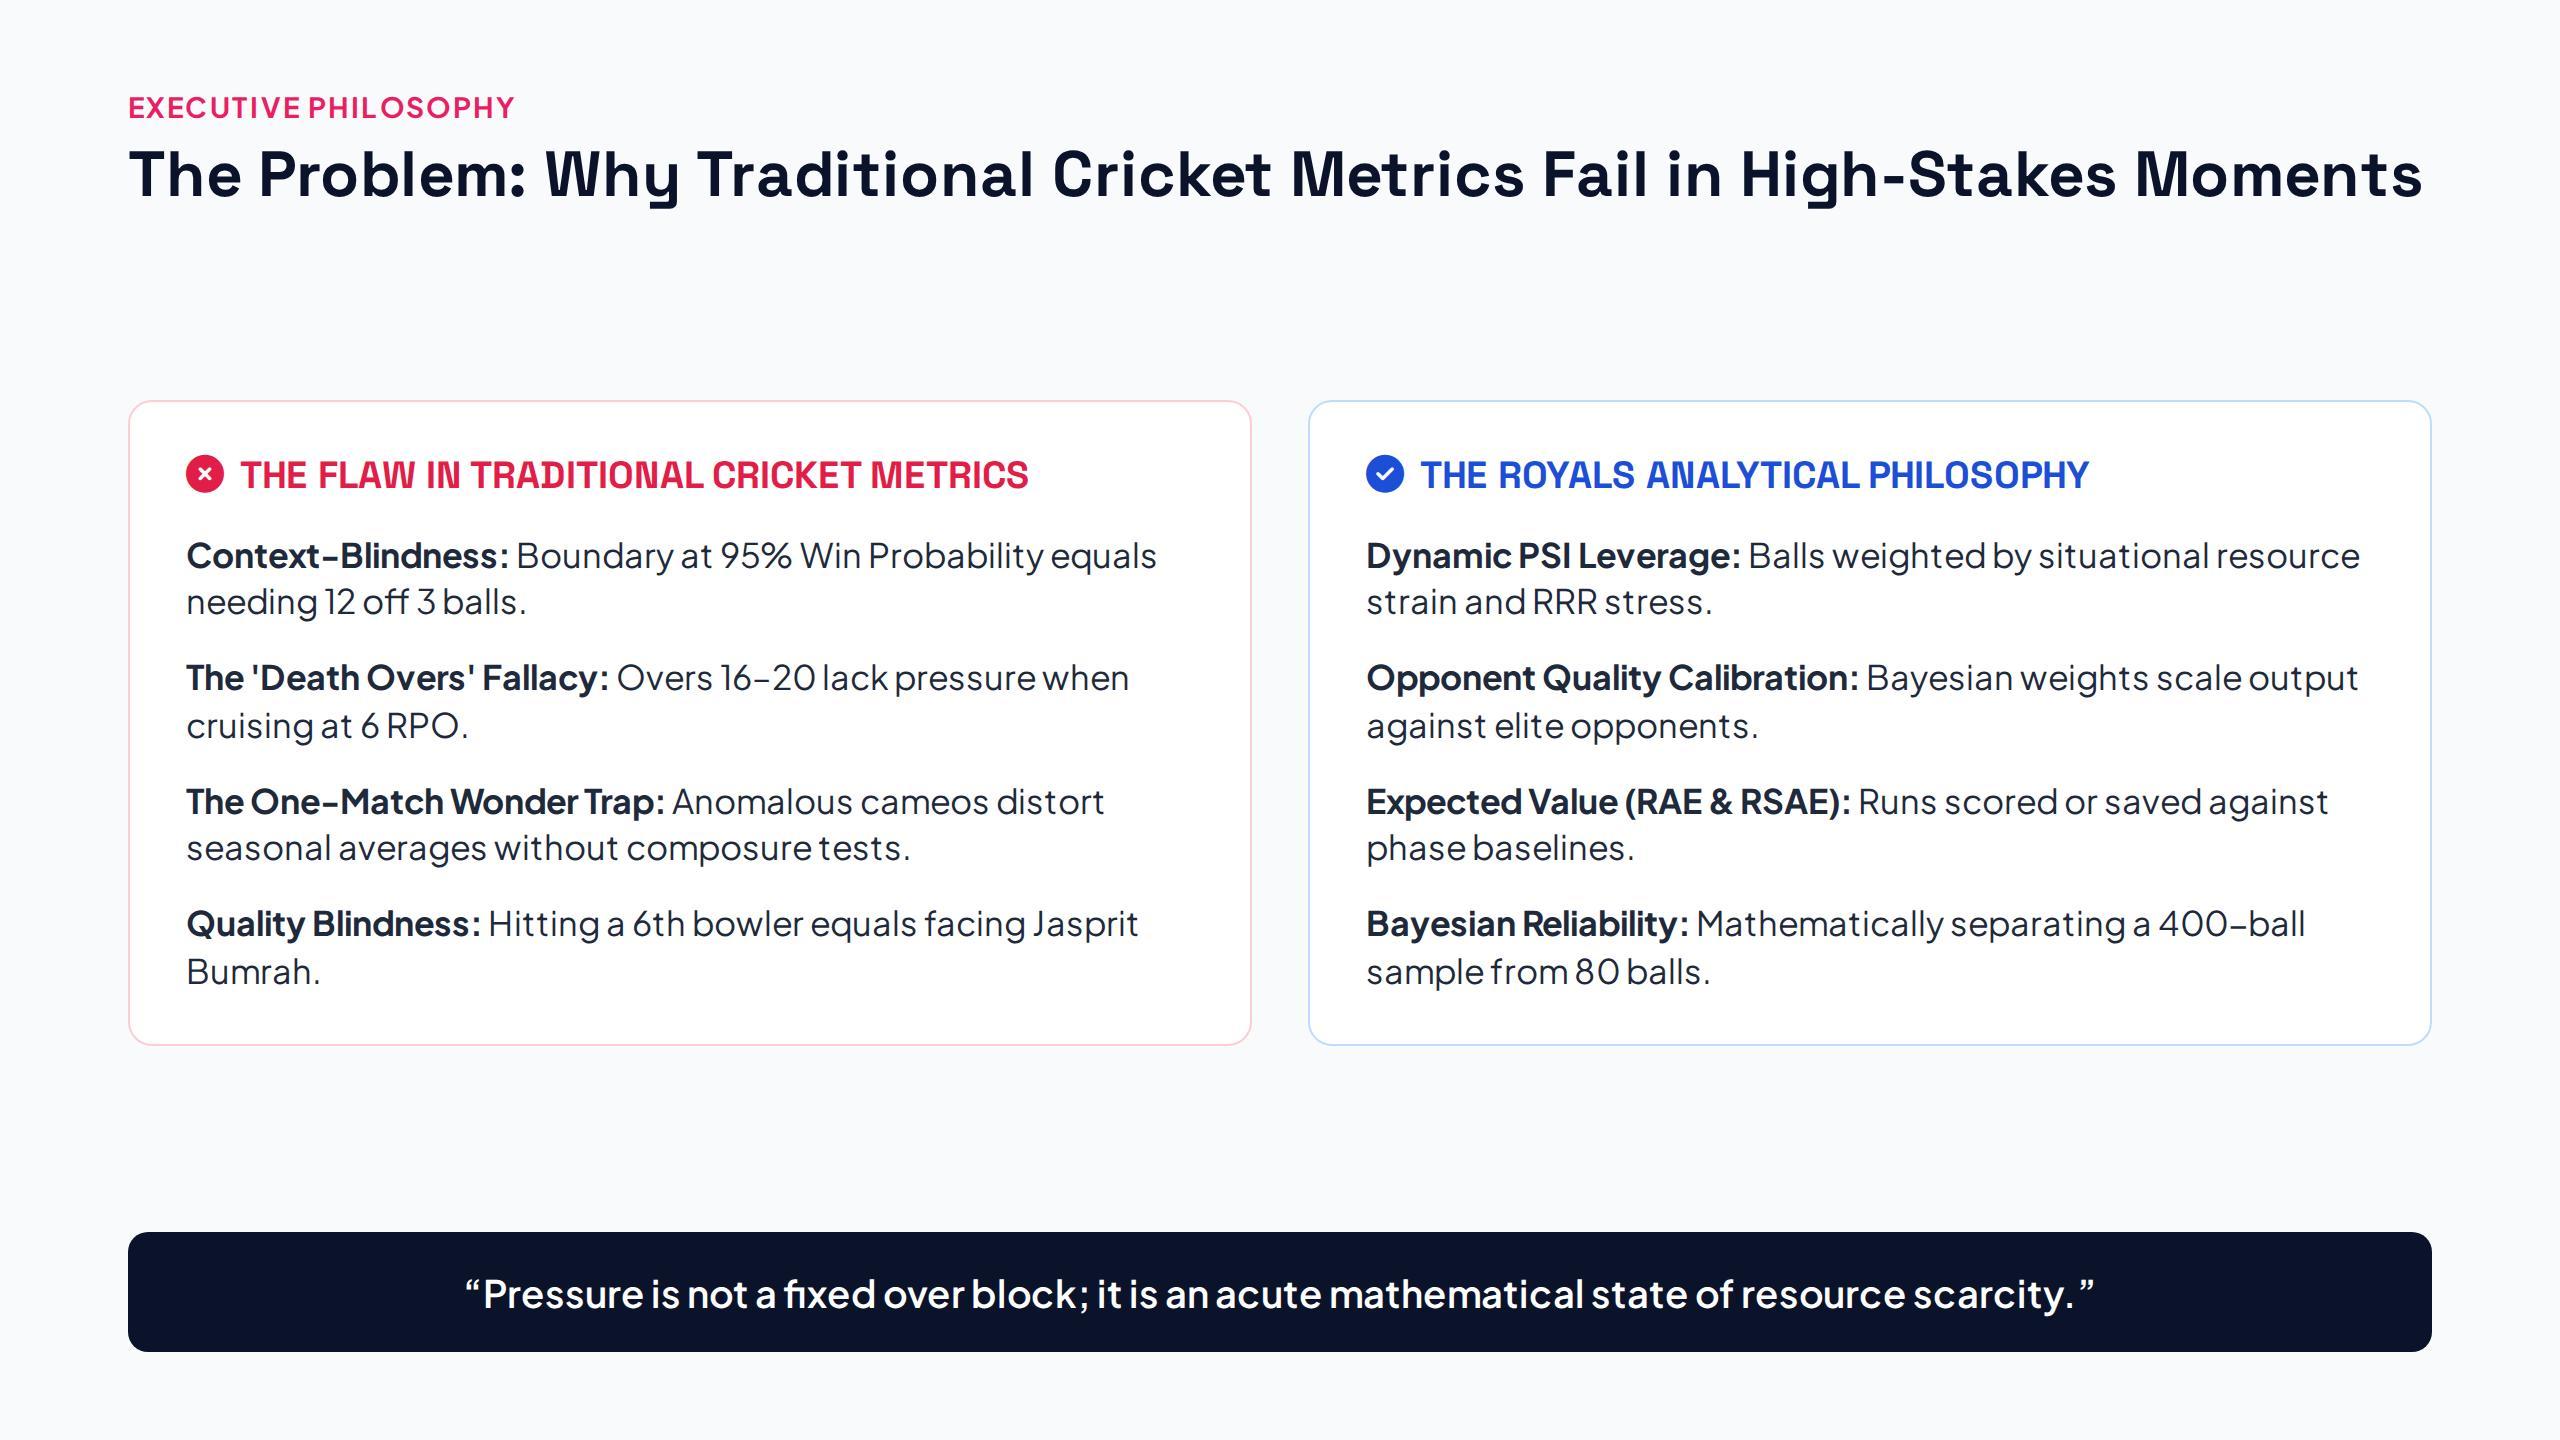 EXECUTIVE PHILOSOPHY
The Problem: Why Traditional Cricket Metrics Fail in High-Stakes Moments
THE FLAW IN TRADITIONAL CRICKET METRICS
Context-Blindness: Boundary at 95% Win Probability equals
needing 12 off 3 balls.
The 'Death Overs' Fallacy: Overs 16–20 lack pressure when
cruising at 6 RPO.
The One-Match Wonder Trap: Anomalous cameos distort
seasonal averages without composure tests.
Quality Blindness: Hitting a 6th bowler equals facing Jasprit
Bumrah.
THE ROYALS ANALYTICAL PHILOSOPHY
Dynamic PSI Leverage: Balls weighted by situational resource
strain and RRR stress.
Opponent Quality Calibration: Bayesian weights scale output
against elite opponents.
Expected Value (RAE & RSAE): Runs scored or saved against
phase baselines.
Bayesian Reliability: Mathematically separating a 400-ball
sample from 80 balls.
“Pressure is not a fixed over block; it is an acute mathematical state of resource scarcity.”